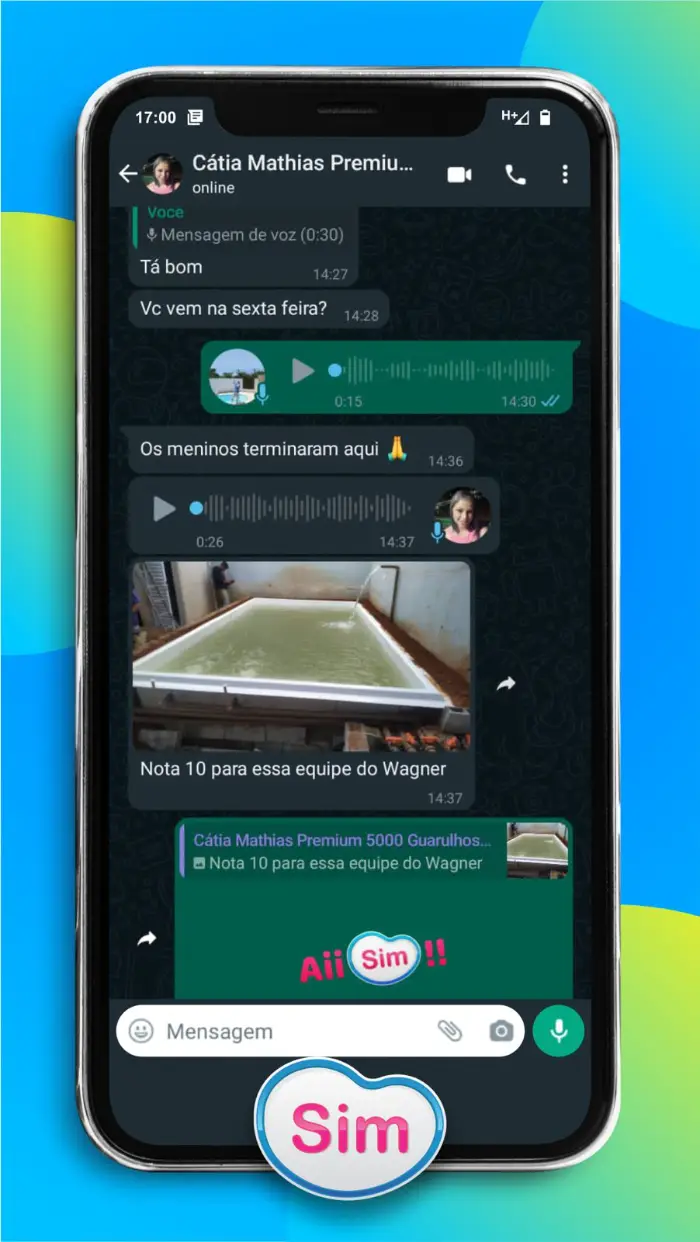 17:00
H+
Cátia Mathias Premiu...
online
Voce
Mensagem de voz (0:30)
Tá bom
14:27
Vc vem na sexta feira?
14:28
0:15
14:30
Os meninos terminaram aqui 🙏
14:36
0:26
14:37
Nota 10 para essa equipe do Wagner
14:37
Cátia Mathias Premium 5000 Guarulhos...
Nota 10 para essa equipe do Wagner
Aii Sim !!
Mensagem
Sim